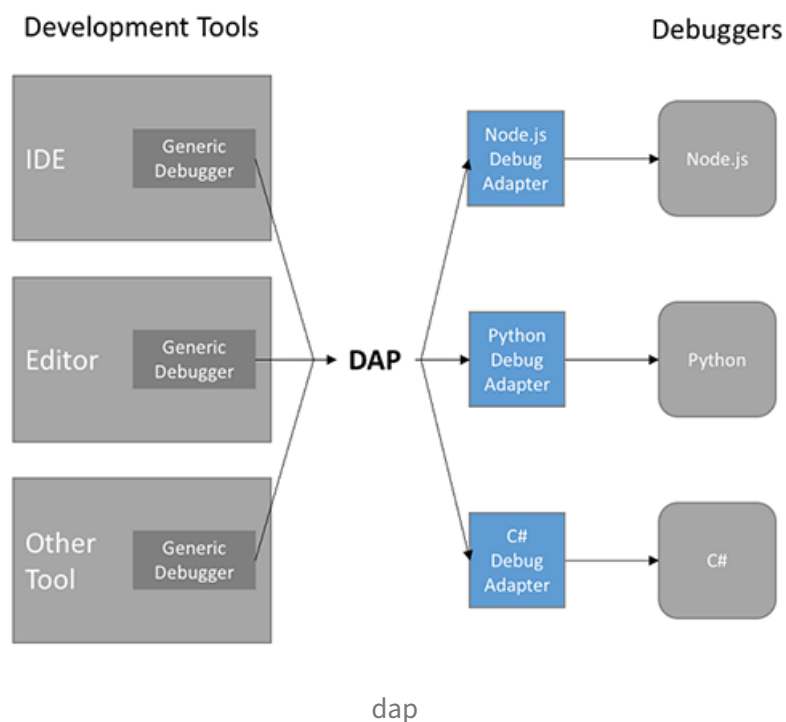 Development Tools
Debuggers
IDE
Generic
Debugger
Node.js
Debug
Adapter
Node.js
Editor
Generic
Debugger
DAP
Python
Debug
Adapter
Python
Other
Tool
Generic
Debugger
C#
Debug
Adapter
C#
dap